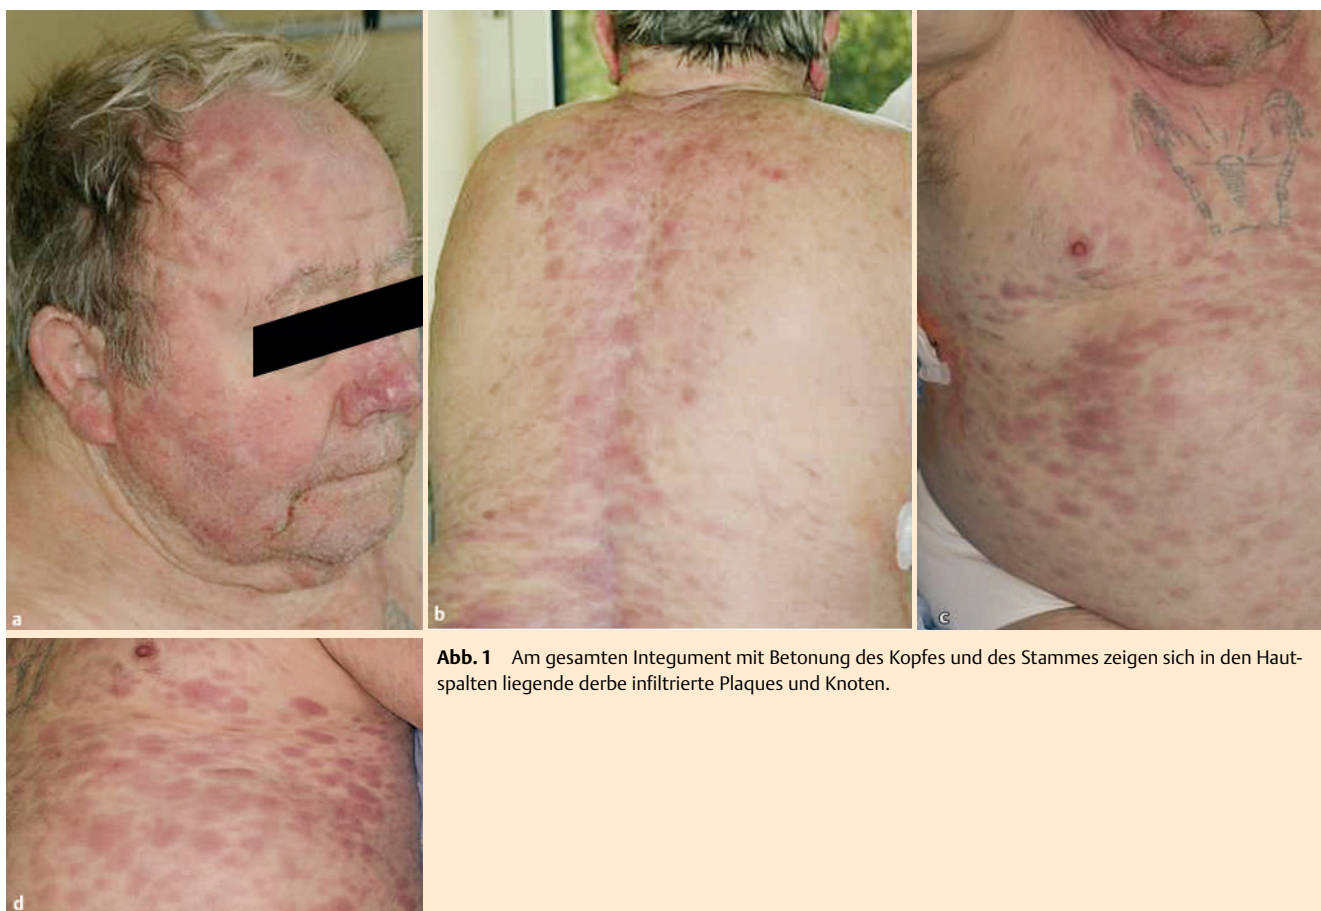 a
b
c
Abb. 1 Am gesamten Integument mit Betonung des Kopfes und des Stammes zeigen sich in den Haut-
spalten liegende derbe infiltrierte Plaques und Knoten.
d